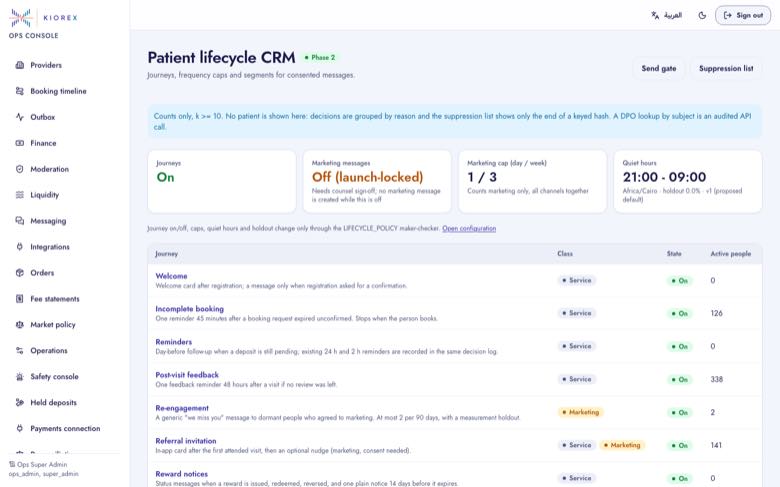 KIOREX
OPS CONSOLE
العربية
Sign out
Providers
Booking timeline
Outbox
Finance
Moderation
Liquidity
Messaging
Integrations
Orders
Fee statements
Market policy
Operations
Safety console
Held deposits
Payments connection
Ops Super Admin
ops_admin, super_admin
Patient lifecycle CRM
Phase 2
Journeys, frequency caps and segments for consented messages.
Send gate
Suppression list
Counts only, k >= 10. No patient is shown here: decisions are grouped by reason and the suppression list shows only the end of a keyed hash. A DPO lookup by subject is an audited API
call.
Journeys
On
Marketing messages
Off (launch-locked)
Needs counsel sign-off; no marketing message
is created while this is off
Marketing cap (day / week)
1 / 3
Counts marketing only, all channels together
Quiet hours
21:00 - 09:00
Africa/Cairo · holdout 0.0% · v1 (proposed
default)
Journey on/off, caps, quiet hours and holdout change only through the LIFECYCLE_POLICY maker-checker. Open configuration
Journey Class State Active people
Welcome
Welcome card after registration; a message only when registration asked for a confirmation.
Service On 0
Incomplete booking
One reminder 45 minutes after a booking request expired unconfirmed. Stops when the person books.
Service On 126
Reminders
Day-before follow-up when a deposit is still pending; existing 24 h and 2 h reminders are recorded in the same decision log.
Service On 0
Post-visit feedback
One feedback reminder 48 hours after a visit if no review was left.
Service On 338
Re-engagement
A generic "we miss you" message to dormant people who agreed to marketing. At most 2 per 90 days, with a measurement holdout.
Marketing On 2
Referral invitation
In-app card after the first attended visit, then an optional nudge (marketing, consent needed).
Service Marketing On 141
Reward notices
Status messages when a reward is issued, redeemed, reversed, and one plain notice 14 days before it expires.
Service On 0